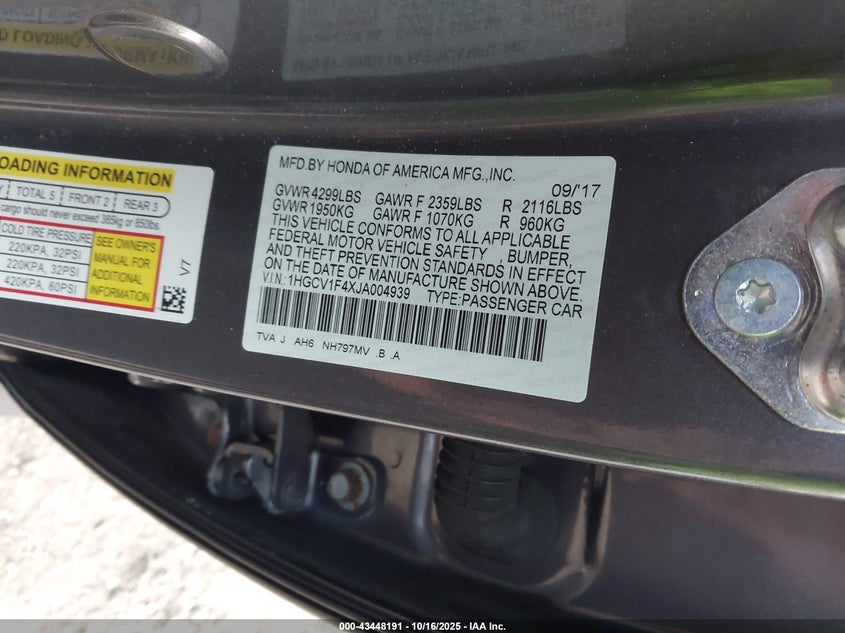 LOADING INFORMATION
TOTAL 5 FRONT 2 REAR 3
cargo should never exceed 385kg or 850lbs.
COLD TIRE PRESSURE
220KPA, 32PSI
220KPA, 32PSI
420KPA, 60PSI
SEE OWNER'S
MANUAL FOR
ADDITIONAL
INFORMATION
V7
MFD.BY HONDA OF AMERICA MFG.,INC. 09/'17
GVWR 4299LBS GAWR F 2359LBS R 2116LBS
GVWR 1950KG GAWR F 1070KG R 960KG
THIS VEHICLE CONFORMS TO ALL APPLICABLE
FEDERAL MOTOR VEHICLE SAFETY , BUMPER,
AND THEFT PREVENTION STANDARDS IN EFFECT
ON THE DATE OF MANUFACTURE SHOWN ABOVE.
V.I.N.:1HGCV1F4XJA004939 TYPE:PASSENGER CAR
TVA J AH6 NH797MV .B .A
000-43448191 - 10/16/2025 - IAA Inc.